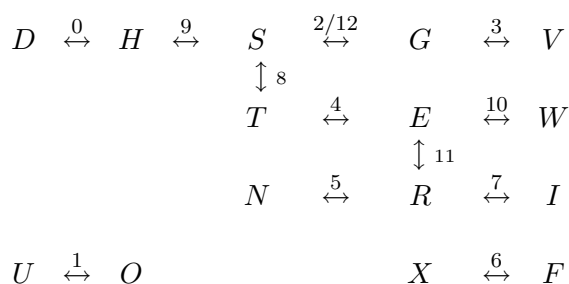 D ↔0 H ↔9 S ↔2/12 G ↔3 V
↕ 8
T ↔4 E ↔10 W
↕ 11
N ↔5 R ↔7 I
U ↔1 O X ↔6 F